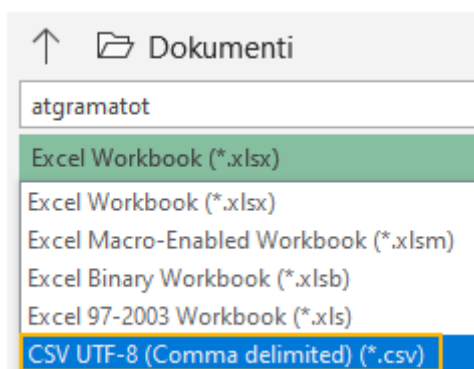 Dokumenti
atgramatot
Excel Workbook (*.xlsx)
Excel Workbook (*.xlsx)
Excel Macro-Enabled Workbook (*.xlsm)
Excel Binary Workbook (*.xlsb)
Excel 97-2003 Workbook (*.xls)
CSV UTF-8 (Comma delimited) (*.csv)